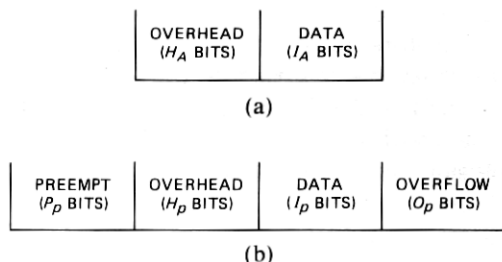 OVERHEAD DATA
(H_A BITS) (I_A BITS)
(a)
PREEMPT OVERHEAD DATA OVERFLOW
(P_p BITS) (H_p BITS) (I_p BITS) (O_p BITS)
(b)